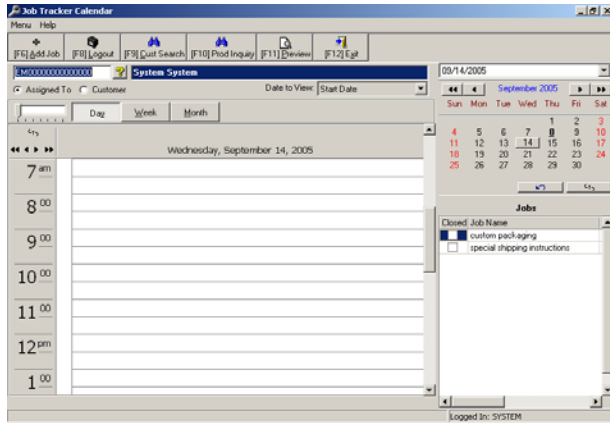 Job Tracker Calendar
Menu Help
[F6] Add Job [F8] Logout [F9] Cust Search [F10] Prod Inquiry [F11] Preview [F12] Exit
EM0000000000000 System System
Assigned To Customer Date to View: Start Date
Day Week Month
Wednesday, September 14, 2005
7 am
8 00
9 00
10 00
11 00
12 pm
1 00
09/14/2005
September 2005
Sun Mon Tue Wed Thu Fri Sat
1 2 3
4 5 6 7 8 9 10
11 12 13 14 15 16 17
18 19 20 21 22 23 24
25 26 27 28 29 30
Jobs
Closed Job Name
custom packaging
special shipping instructions
Logged In: SYSTEM